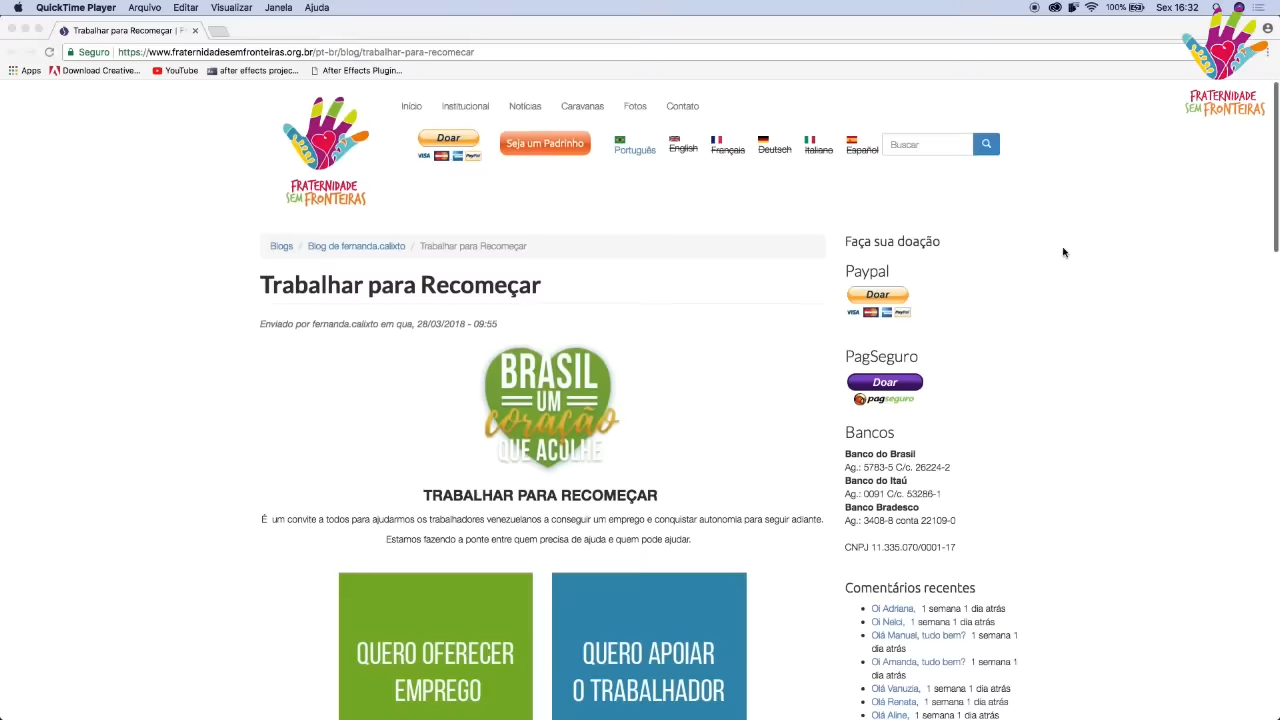 QuickTime Player Arquivo Editar Visualizar Janela Ajuda
100% Sex 16:32
Trabalhar para Recomeçar | F
Seguro https://www.fraternidadesemfronteiras.org.br/pt-br/blog/trabalhar-para-recomecar
Apps Download Creative... YouTube after effects projec... After Effects Plugin...
FRATERNIDADE
SEM FRONTEIRAS
Início Institucional Notícias Caravanas Fotos Contato
Doar
VISA PayPal
Seja um Padrinho
Português English Français Deutsch Italiano Español
Buscar
FRATERNIDADE
SEM FRONTEIRAS
Blogs / Blog de fernanda.calixto / Trabalhar para Recomeçar
Trabalhar para Recomeçar
Enviado por fernanda.calixto em qua, 28/03/2018 - 09:55
BRASIL
UM
coração
QUE ACOLHE
TRABALHAR PARA RECOMEÇAR
É um convite a todos para ajudarmos os trabalhadores venezuelanos a conseguir um emprego e conquistar autonomia para seguir adiante.
Estamos fazendo a ponte entre quem precisa de ajuda e quem pode ajudar.
QUERO OFERECER
EMPREGO
QUERO APOIAR
O TRABALHADOR
Faça sua doação
Paypal
Doar
VISA PayPal
PagSeguro
Doar
pagseguro
Bancos
Banco do Brasil
Ag.: 5783-5 C/c. 26224-2
Banco do Itaú
Ag.: 0091 C/c. 53286-1
Banco Bradesco
Ag.: 3408-8 conta 22109-0
CNPJ 11.335.070/0001-17
Comentários recentes
Oi Adriana, 1 semana 1 dia atrás
Oi Nelci, 1 semana 1 dia atrás
Olá Manuel, tudo bem? 1 semana 1
dia atrás
Oi Amanda, tudo bem? 1 semana 1
dia atrás
Olá Vanuzia, 1 semana 1 dia atrás
Olá Renata, 1 semana 1 dia atrás
Olá Aline, 1 semana 1 dia atrás